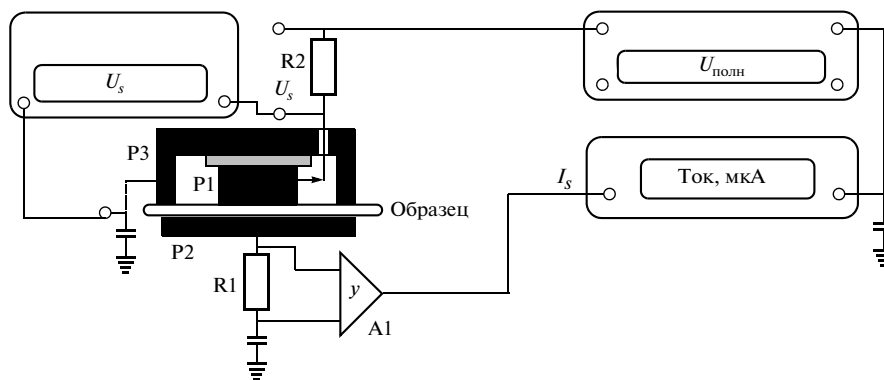 U_s
R2
U_s
U_полн
P3
P1
I_s
Ток, мкА
Образец
P2
R1
y
A1